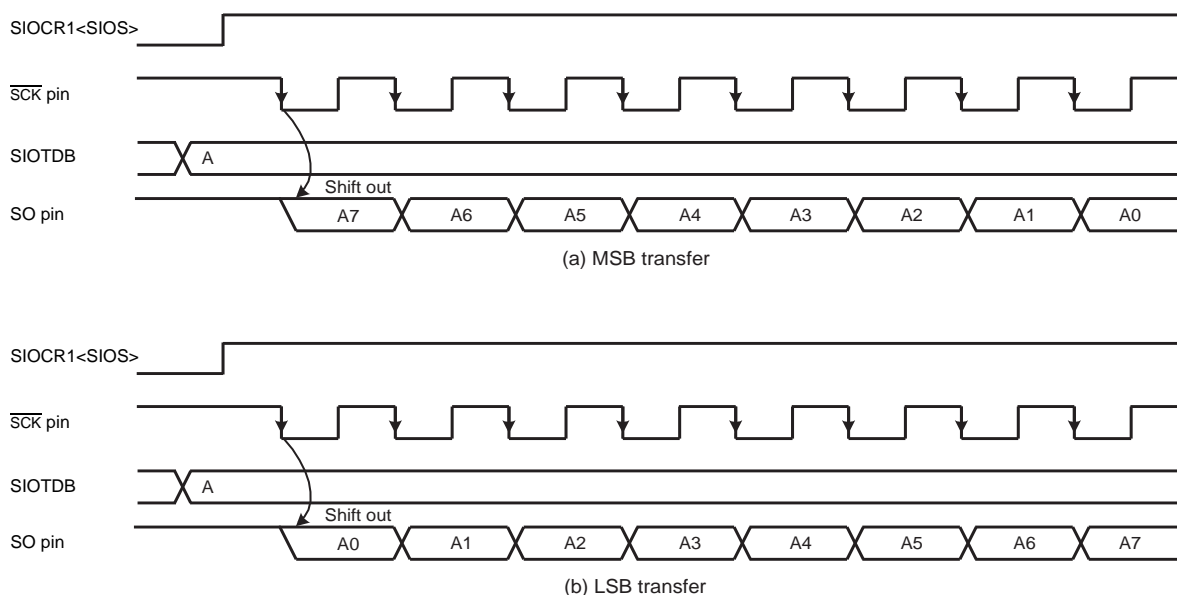 SIOCR1<SIOS>
SCK pin
SIOTDB
A
Shift out
SO pin
A7 A6 A5 A4 A3 A2 A1 A0
(a) MSB transfer
SIOCR1<SIOS>
SCK pin
SIOTDB
A
Shift out
SO pin
A0 A1 A2 A3 A4 A5 A6 A7
(b) LSB transfer